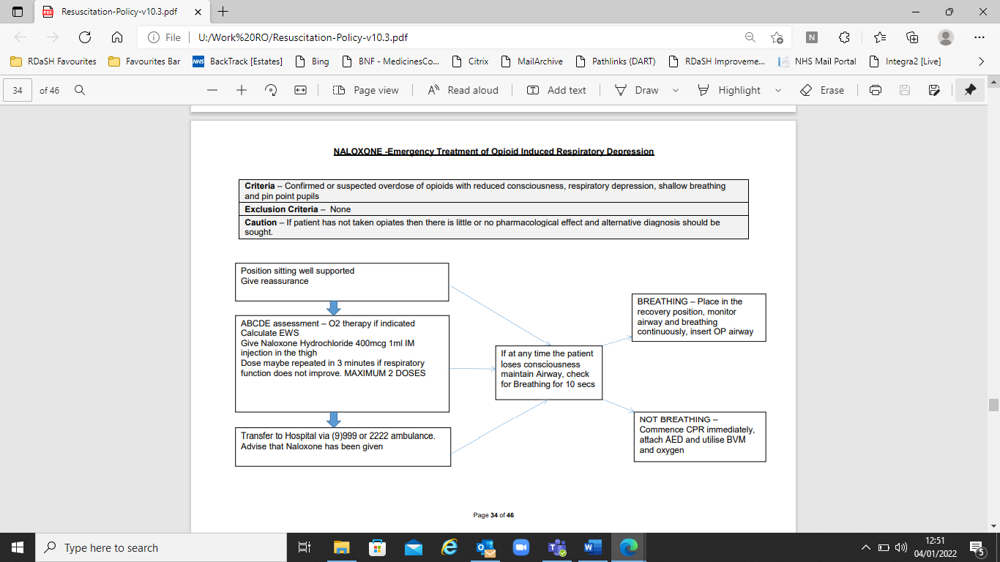 Resuscitation-Policy-v10.3.pdf
File
U:/Work%20RO/Resuscitation-Policy-v10.3.pdf
RDaSH Favourites
Favourites Bar
NHS BackTrack [Estates]
Bing
BNF - MedicinesCo...
Citrix
MailArchive
Pathlinks (DART)
RDaSH Improveme...
NHS Mail Portal
Integra2 [Live]
34 of 46
Page view
Read aloud
Add text
Draw
Highlight
Erase
NALOXONE -Emergency Treatment of Opioid Induced Respiratory Depression
Criteria – Confirmed or suspected overdose of opioids with reduced consciousness, respiratory depression, shallow breathing
and pin point pupils
Exclusion Criteria – None
Caution – If patient has not taken opiates then there is little or no pharmacological effect and alternative diagnosis should be
sought.
Position sitting well supported
Give reassurance
ABCDE assessment – O2 therapy if indicated
Calculate EWS
Give Naloxone Hydrochloride 400mcg 1ml IM
injection in the thigh
Dose maybe repeated in 3 minutes if respiratory
function does not improve. MAXIMUM 2 DOSES
Transfer to Hospital via (9)999 or 2222 ambulance.
Advise that Naloxone has been given
If at any time the patient
loses consciousness
maintain Airway, check
for Breathing for 10 secs
BREATHING – Place in the
recovery position, monitor
airway and breathing
continuously, insert OP airway
NOT BREATHING –
Commence CPR immediately,
attach AED and utilise BVM
and oxygen
Page 34 of 46
Type here to search
12:51
04/01/2022
5